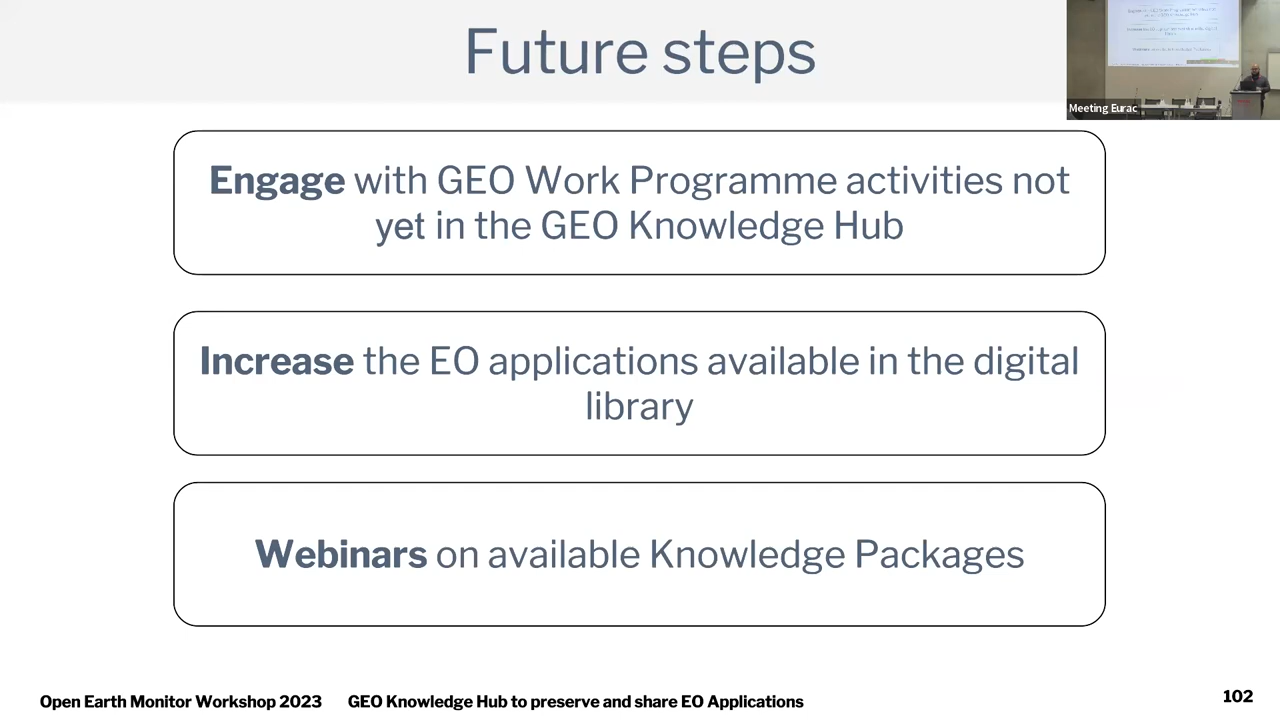 Future steps
Meeting Eurac
Engage with GEO Work Programme activities not
yet in the GEO Knowledge Hub
Increase the EO applications available in the digital
library
Webinars on available Knowledge Packages
Open Earth Monitor Workshop 2023 GEO Knowledge Hub to preserve and share EO Applications
102